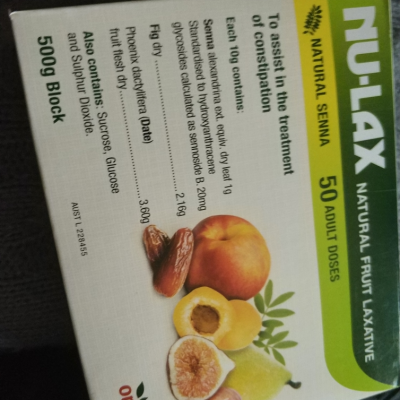 NU-LAX
NATURAL FRUIT LAXATIVE
NATURAL SENNA
50 ADULT DOSES
To assist in the treatment
of constipation
Each 10g contains:
Senna alexandrina ext. equiv. dry leaf 1g
Standardised to hydroxyanthracene
glycosides calculated as sennoside B. 20mg
Fig dry ........................................ 2.16g
Phoenix dactylifera (Date)
fruit flesh dry ................................ 3.60g
Also contains: Sucrose, Glucose
and Sulphur Dioxide.
500g Block
AUST L 228455